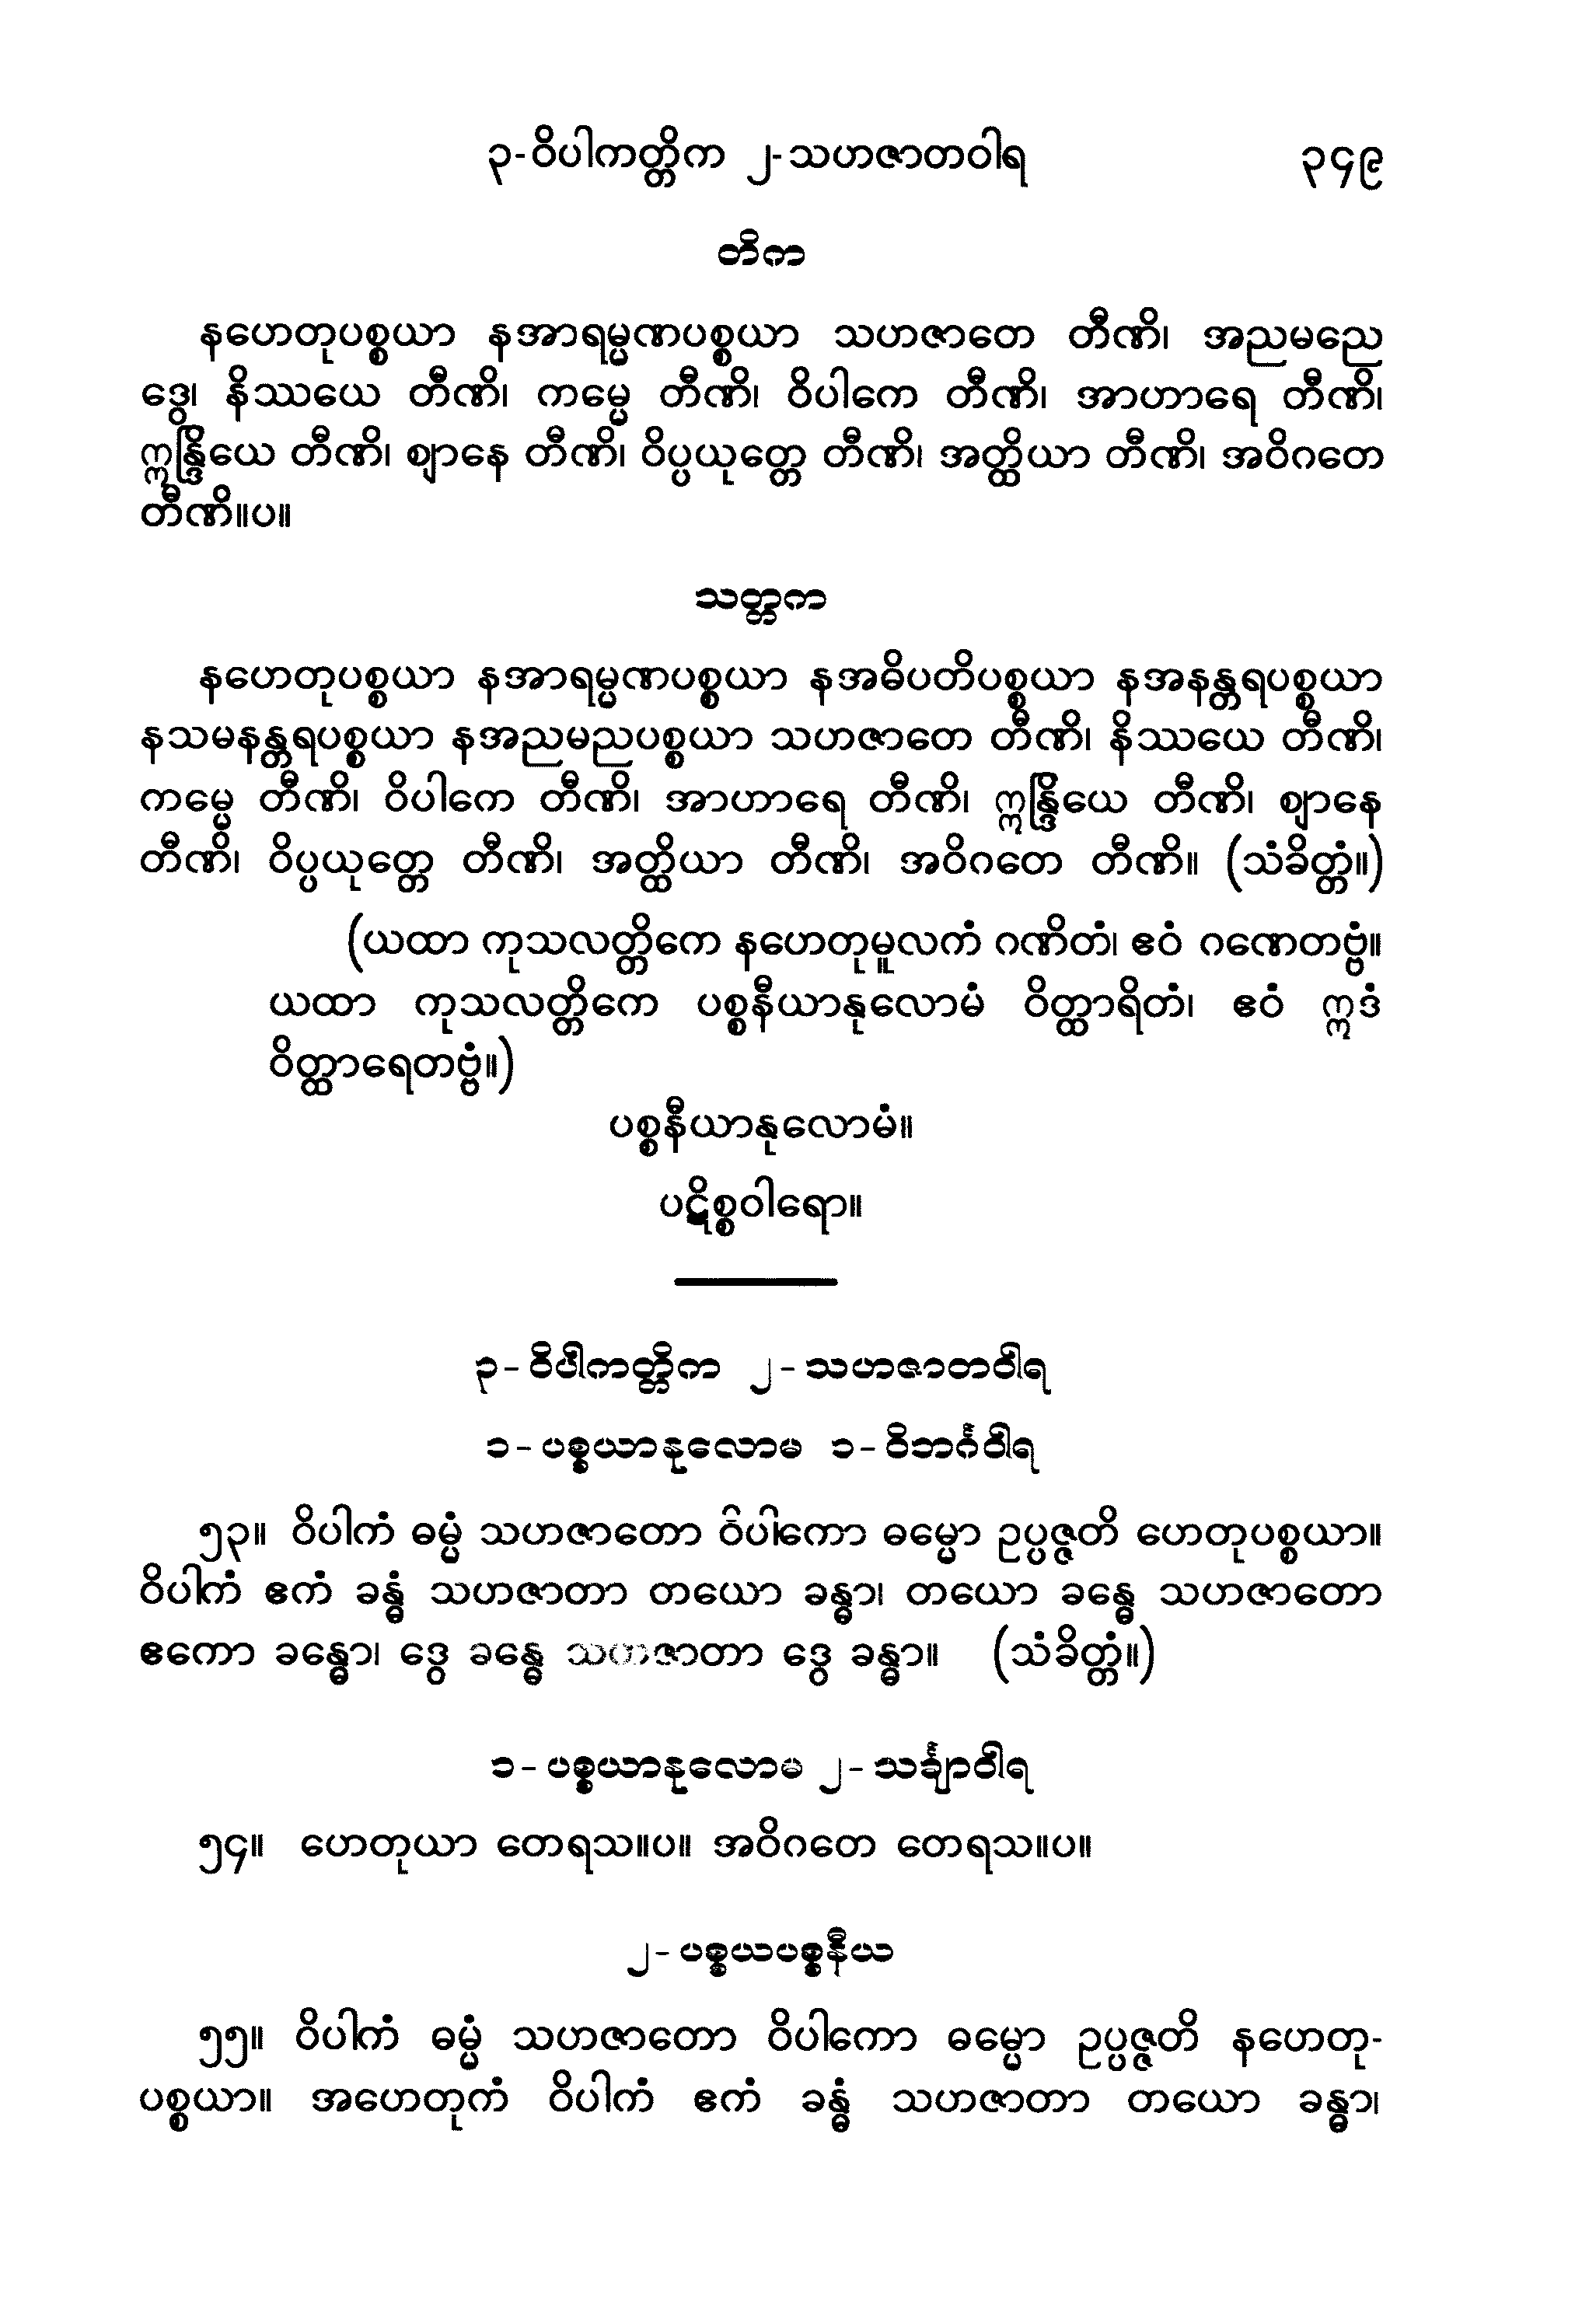 ၃-ဝိပါကတ္တိက ၂-သဟဇာတဝါရ ၃၄၉
တိက
နဟေတုပစ္စယာ နအာရမ္မဏပစ္စယာ သဟဇာတေ တီဏိ၊ အညမညေ
ဒွေ၊ နိဿယေ တီဏိ၊ ကမ္မေ တီဏိ၊ ဝိပါကေ တီဏိ၊ အာဟာရေ တီဏိ၊
ဣန္ဒြိယေ တီဏိ၊ ဈာနေ တီဏိ၊ ဝိပ္ပယုတ္တေ တီဏိ၊ အတ္ထိယာ တီဏိ၊ အဝိဂတေ
တီဏိ။ပ။
သတ္တက
နဟေတုပစ္စယာ နအာရမ္မဏပစ္စယာ နအဓိပတိပစ္စယာ နအနန္တရပစ္စယာ
နသမနန္တရပစ္စယာ နအညမညပစ္စယာ သဟဇာတေ တီဏိ၊ နိဿယေ တီဏိ၊
ကမ္မေ တီဏိ၊ ဝိပါကေ တီဏိ၊ အာဟာရေ တီဏိ၊ ဣန္ဒြိယေ တီဏိ၊ ဈာနေ
တီဏိ၊ ဝိပ္ပယုတ္တေ တီဏိ၊ အတ္ထိယာ တီဏိ၊ အဝိဂတေ တီဏိ။ (သံခိတ္တံ။)
(ယထာ ကုသလတ္တိကေ နဟေတုမူလကံ ဂဏိတံ၊ ဧဝံ ဂဏေတဗ္ဗံ။
ယထာ ကုသလတ္တိကေ ပစ္စနီယာနုလောမံ ဝိတ္ထာရိတံ၊ ဧဝံ ဣဒံ
ဝိတ္ထာရေတဗ္ဗံ။)
ပစ္စနီယာနုလောမံ။
ပဋိစ္စဝါရော။
၃-ဝိပါကတ္တိက ၂-သဟဇာတဝါရ
၁-ပစ္စယာနုလောမ ၁-ဝိဘင်္ဂဝါရ
၅၃။ ဝိပါကံ ဓမ္မံ သဟဇာတော ဝိပါကော ဓမ္မော ဥပ္ပဇ္ဇတိ ဟေတုပစ္စယာ။
ဝိပါကံ ဧကံ ခန္ဓံ သဟဇာတာ တယော ခန္ဓာ၊ တယော ခန္ဓေ သဟဇာတော
ဧကော ခန္ဓော၊ ဒွေ ခန္ဓေ သဟဇာတာ ဒွေ ခန္ဓာ။ (သံခိတ္တံ။)
၁-ပစ္စယာနုလောမ ၂-သင်္ချာဝါရ
၅၄။ ဟေတုယာ တေရသ။ပ။ အဝိဂတေ တေရသ။ပ။
၂-ပစ္စယပစ္စနီယ
၅၅။ ဝိပါကံ ဓမ္မံ သဟဇာတော ဝိပါကော ဓမ္မော ဥပ္ပဇ္ဇတိ နဟေတု-
ပစ္စယာ။ အဟေတုကံ ဝိပါကံ ဧကံ ခန္ဓံ သဟဇာတာ တယော ခန္ဓာ၊